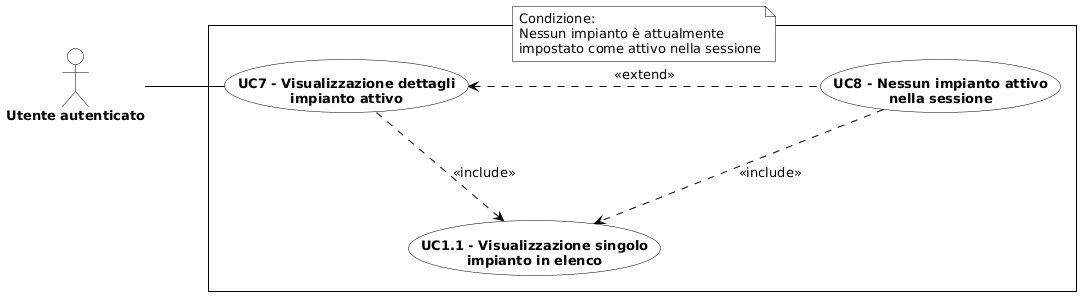 Condizione:
Nessun impianto è attualmente
impostato come attivo nella sessione
«extend»
UC7 - Visualizzazione dettagli
impianto attivo
UC8 - Nessun impianto attivo
nella sessione
Utente autenticato
«include»
«include»
UC1.1 - Visualizzazione singolo
impianto in elenco